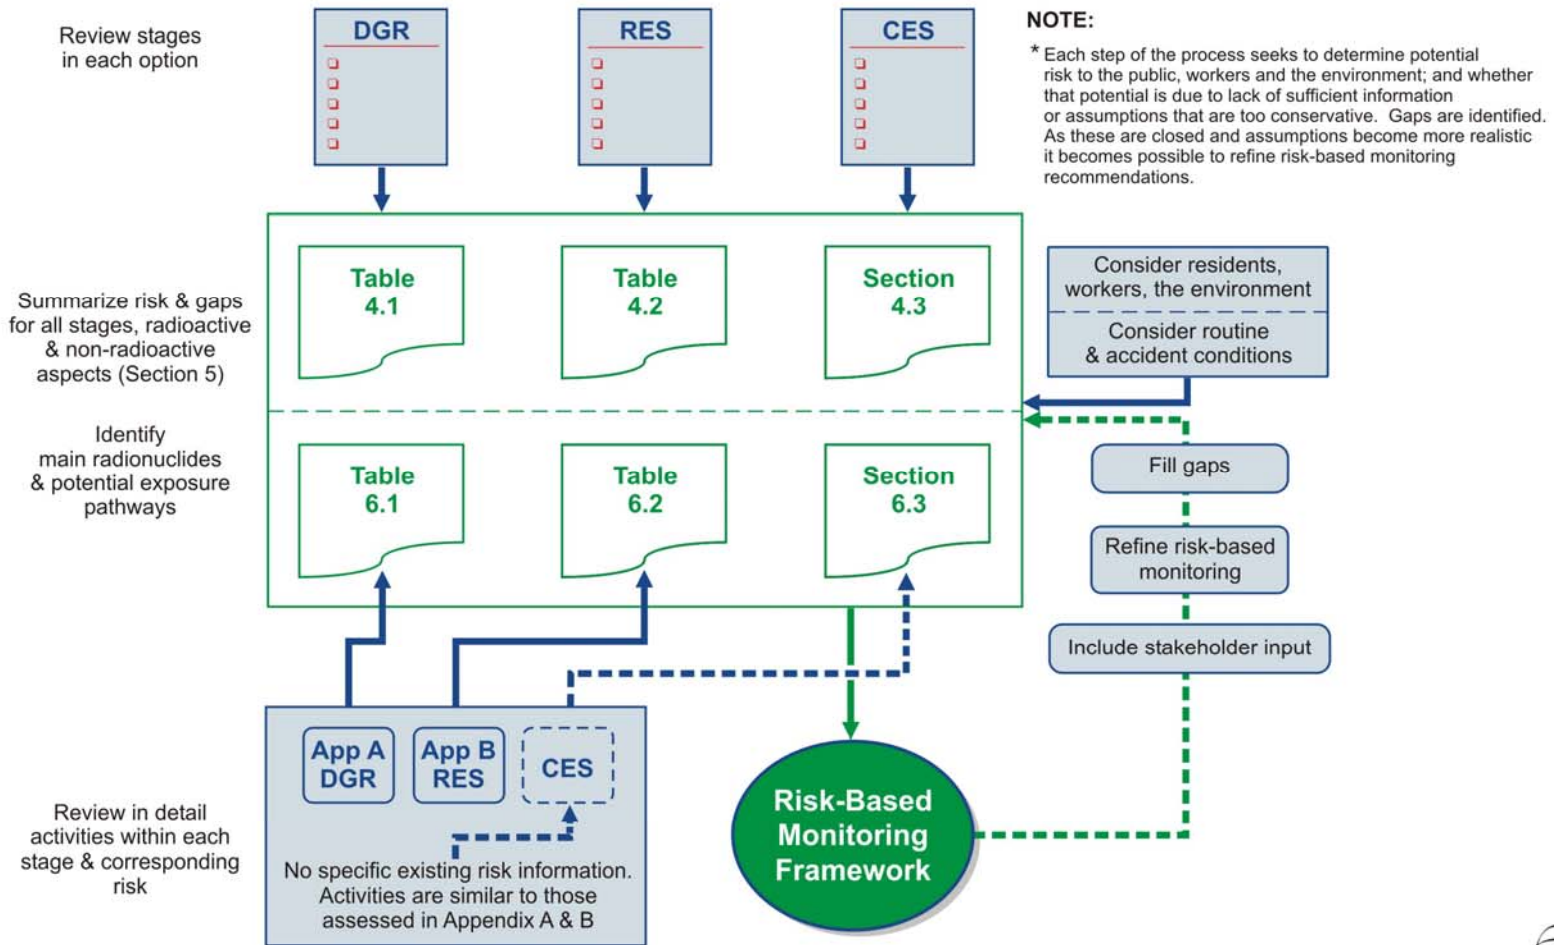 Review stages
in each option
DGR
RES
CES
NOTE:
* Each step of the process seeks to determine potential
risk to the public, workers and the environment; and whether
that potential is due to lack of sufficient information
or assumptions that are too conservative. Gaps are identified.
As these are closed and assumptions become more realistic
it becomes possible to refine risk-based monitoring
recommendations.
Summarize risk & gaps
for all stages, radioactive
& non-radioactive
aspects (Section 5)
Table
4.1
Table
4.2
Section
4.3
Consider residents,
workers, the environment
Consider routine
& accident conditions
Identify
main radionuclides
& potential exposure
pathways
Table
6.1
Table
6.2
Section
6.3
Fill gaps
Refine risk-based
monitoring
Include stakeholder input
Review in detail
activities within each
stage & corresponding
risk
App A
DGR
App B
RES
CES
No specific existing risk information.
Activities are similar to those
assessed in Appendix A & B
Risk-Based
Monitoring
Framework